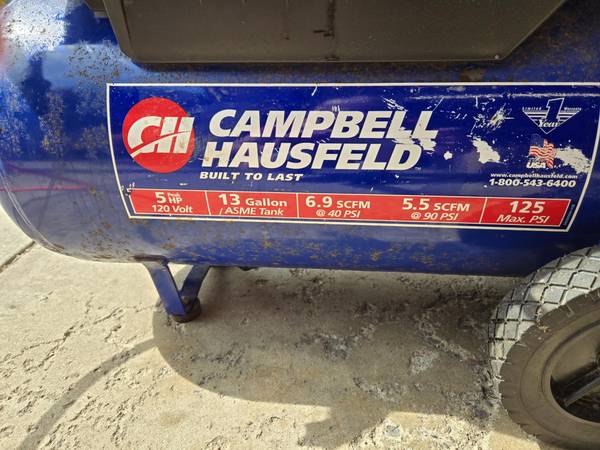 CH
CAMPBELL
HAUSFELD™
BUILT TO LAST
Limited 1 Warranty
Year
USA
www.campbellhausfeld.com
1-800-543-6400
5 Peak HP
120 Volt
13 Gallon
ASME Tank
6.9 SCFM
@ 40 PSI
5.5 SCFM
@ 90 PSI
125
Max. PSI